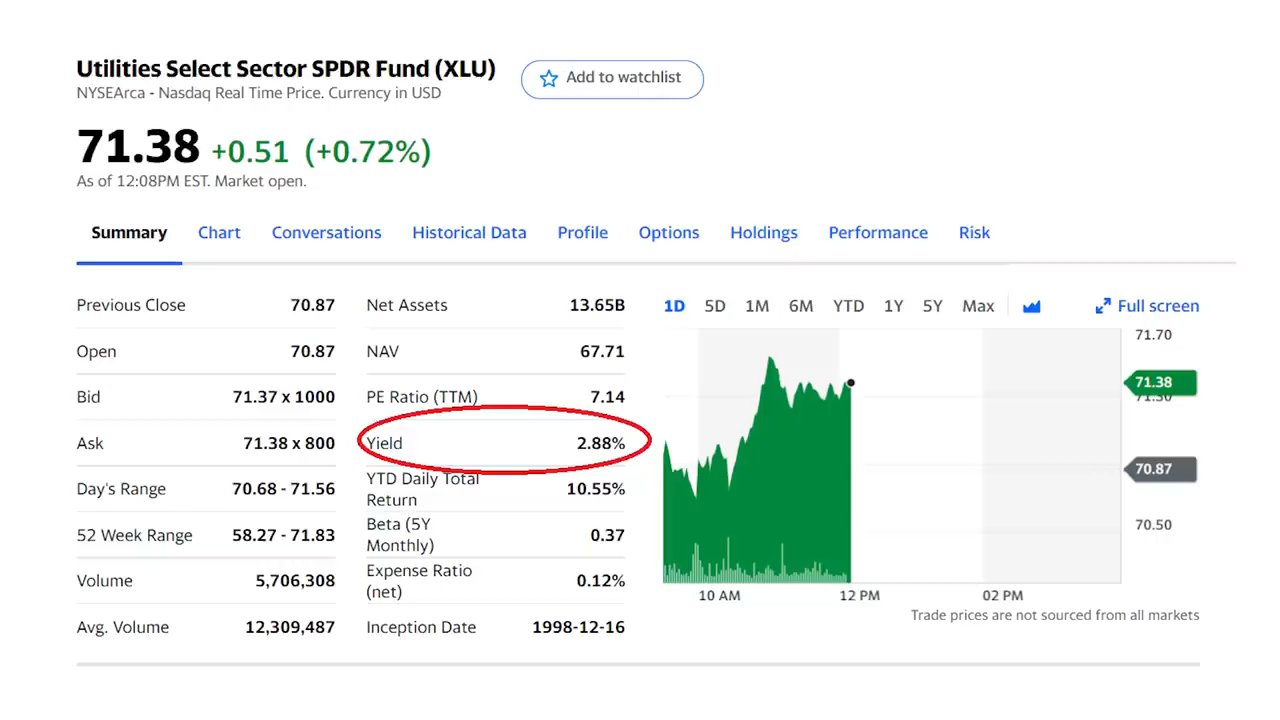 Utilities Select Sector SPDR Fund (XLU)
Add to watchlist
NYSEArca - Nasdaq Real Time Price. Currency in USD
71.38 +0.51 (+0.72%)
As of 12:08PM EST. Market open.
Summary Chart Conversations Historical Data Profile Options Holdings Performance Risk
Previous Close 70.87
Open 70.87
Bid 71.37 x 1000
Ask 71.38 x 800
Day's Range 70.68 - 71.56
52 Week Range 58.27 - 71.83
Volume 5,706,308
Avg. Volume 12,309,487
Net Assets 13.65B
NAV 67.71
PE Ratio (TTM) 7.14
Yield 2.88%
YTD Daily Total
Return 10.55%
Beta (5Y
Monthly) 0.37
Expense Ratio
(net) 0.12%
Inception Date 1998-12-16
1D 5D 1M 6M YTD 1Y 5Y Max Full screen
71.70
71.38
71.30
70.87
70.50
10 AM 12 PM 02 PM
Trade prices are not sourced from all markets